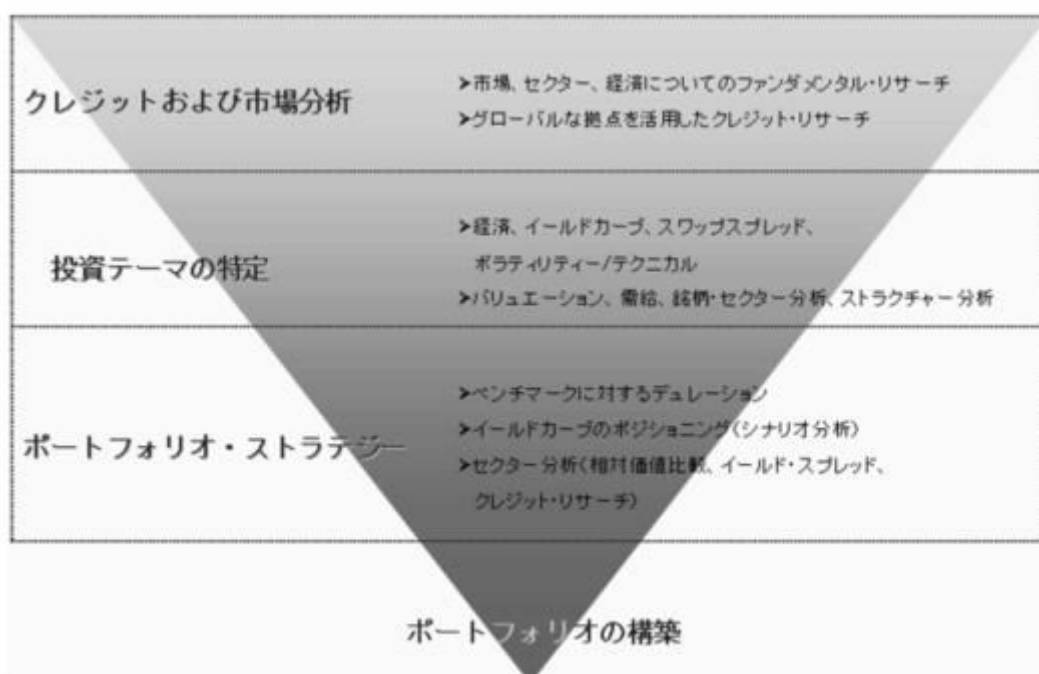 クレジットおよび市場分析
➤市場、セクター、経済についてのファンダメンタル・リサーチ
➤グローバルな拠点を活用したクレジット・リサーチ
投資テーマの特定
➤経済、イールドカーブ、スワップスプレッド、
ボラティリティー/テクニカル
➤バリュエーション、需給、銘柄・セクター分析、ストラクチャー分析
ポートフォリオ・ストラテジー
➤ベンチマークに対するデュレーション
➤イールドカーブのポジショニング(シナリオ分析)
➤セクター分析(相対価値比較、イールド・スプレッド、
クレジット・リサーチ)
ポートフォリオの構築